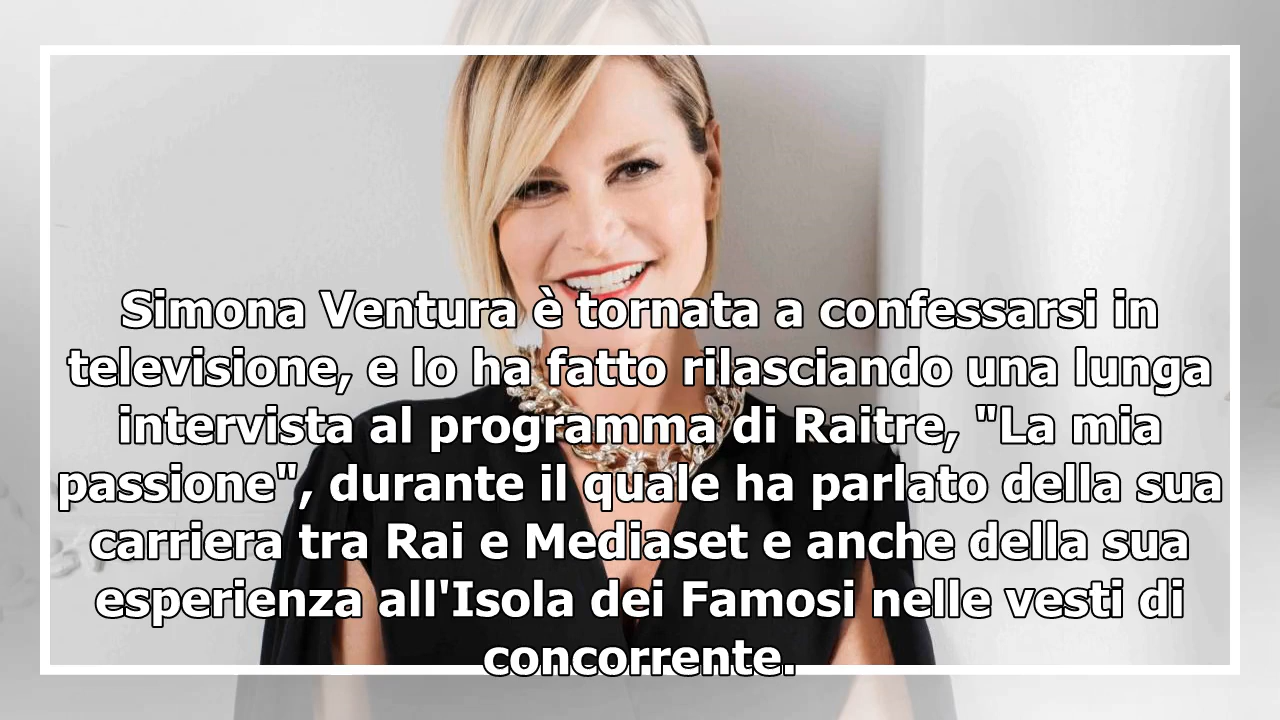 Simona Ventura è tornata a confessarsi in
televisione, e lo ha fatto rilasciando una lunga
intervista al programma di Raitre, "La mia
passione", durante il quale ha parlato della sua
carriera tra Rai e Mediaset e anche della sua
esperienza all'Isola dei Famosi nelle vesti di
concorrente.